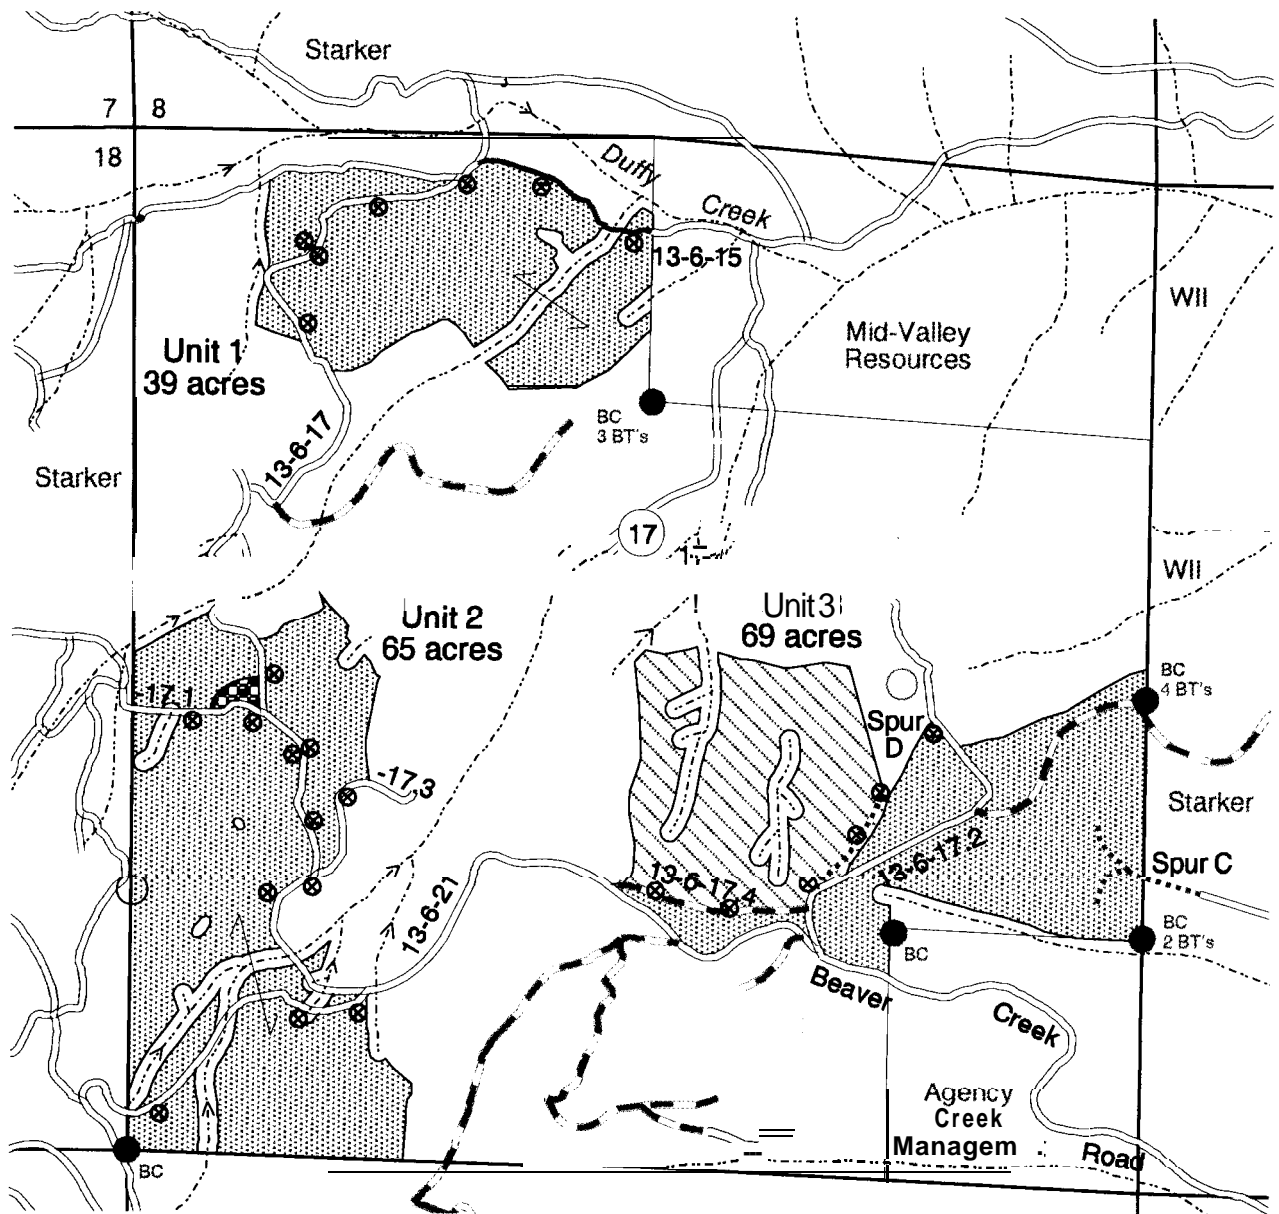 Starker
7 8
18
Duffy
Creek
13-6-15
WII
Mid-Valley
Resources
Unit 1
39 acres
BC
3 BT's
13-6-17
Starker
17
WII
Unit 2
65 acres
Unit 3
69 acres
BC
4 BT's
-17.1
Spur
D
-17.3
Starker
13-6-17.2
Spur C
13-6-17.4
13-6-21
BC
2 BT's
BC
Beaver
Creek
Agency
Creek
Managem
Road
BC